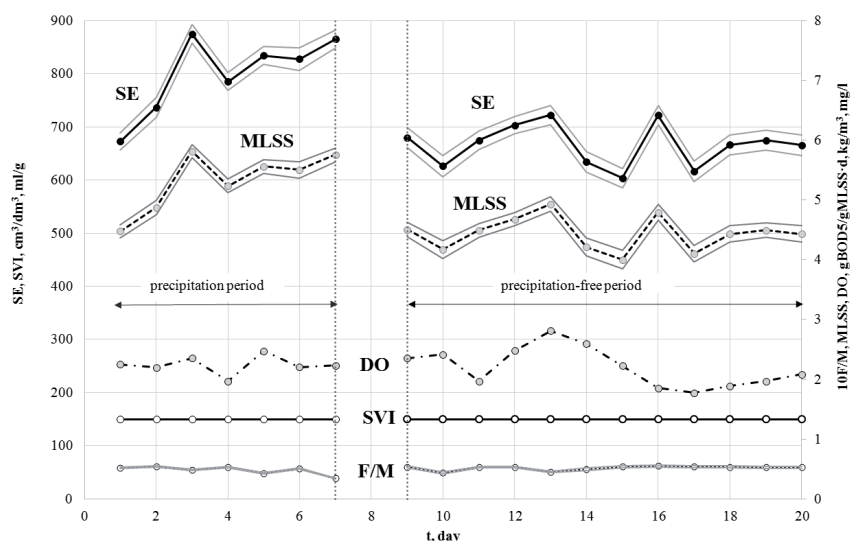 900
800
700
600
500
400
300
200
100
0
SE, SVI, cm³/dm³, ml/g
8
7
6
5
4
3
2
1
0
10F/M, MLSS, DO, gBOD5/gMLSS·d, kg/m³, mg/l
SE
SE
MLSS
MLSS
precipitation period
precipitation-free period
DO
SVI
F/M
0 2 4 6 8 10 12 14 16 18 20
t, day